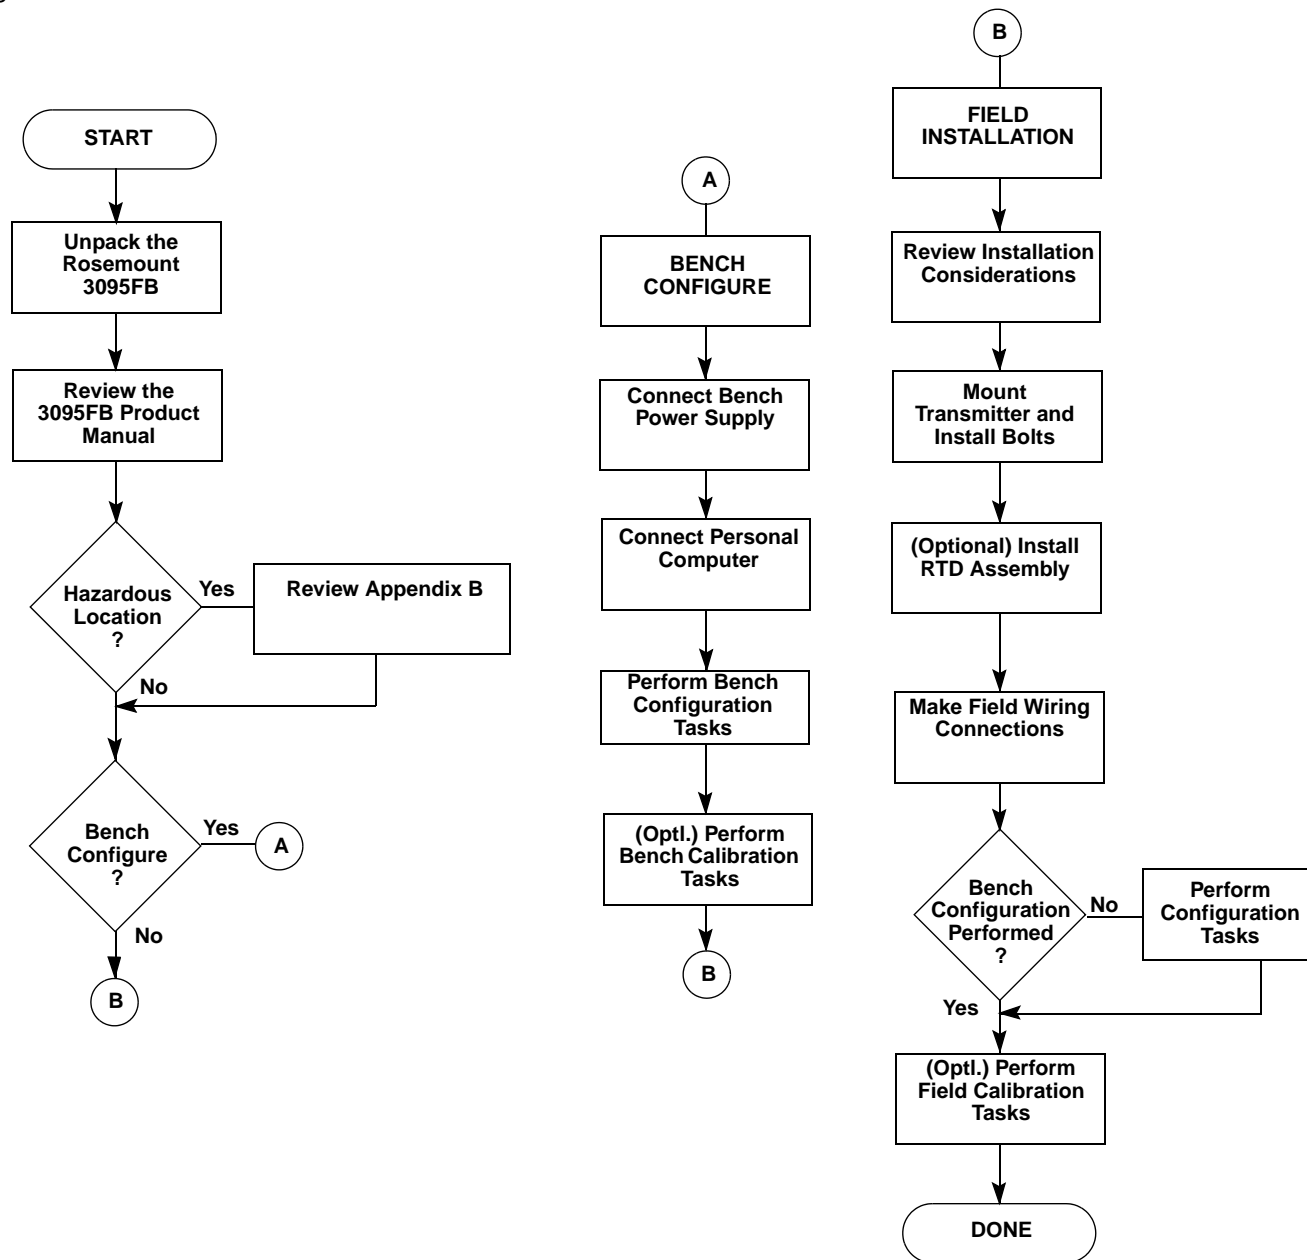 START
Unpack the
Rosemount
3095FB
Review the
3095FB Product
Manual
Hazardous
Location
?
Yes
Review Appendix B
No
Bench
Configure
?
Yes
A
No
B
A
BENCH
CONFIGURE
Connect Bench
Power Supply
Connect Personal
Computer
Perform Bench
Configuration
Tasks
(Optl.) Perform
Bench Calibration
Tasks
B
B
FIELD
INSTALLATION
Review Installation
Considerations
Mount
Transmitter and
Install Bolts
(Optional) Install
RTD Assembly
Make Field Wiring
Connections
Bench
Configuration
Performed
?
No
Perform
Configuration
Tasks
Yes
(Optl.) Perform
Field Calibration
Tasks
DONE